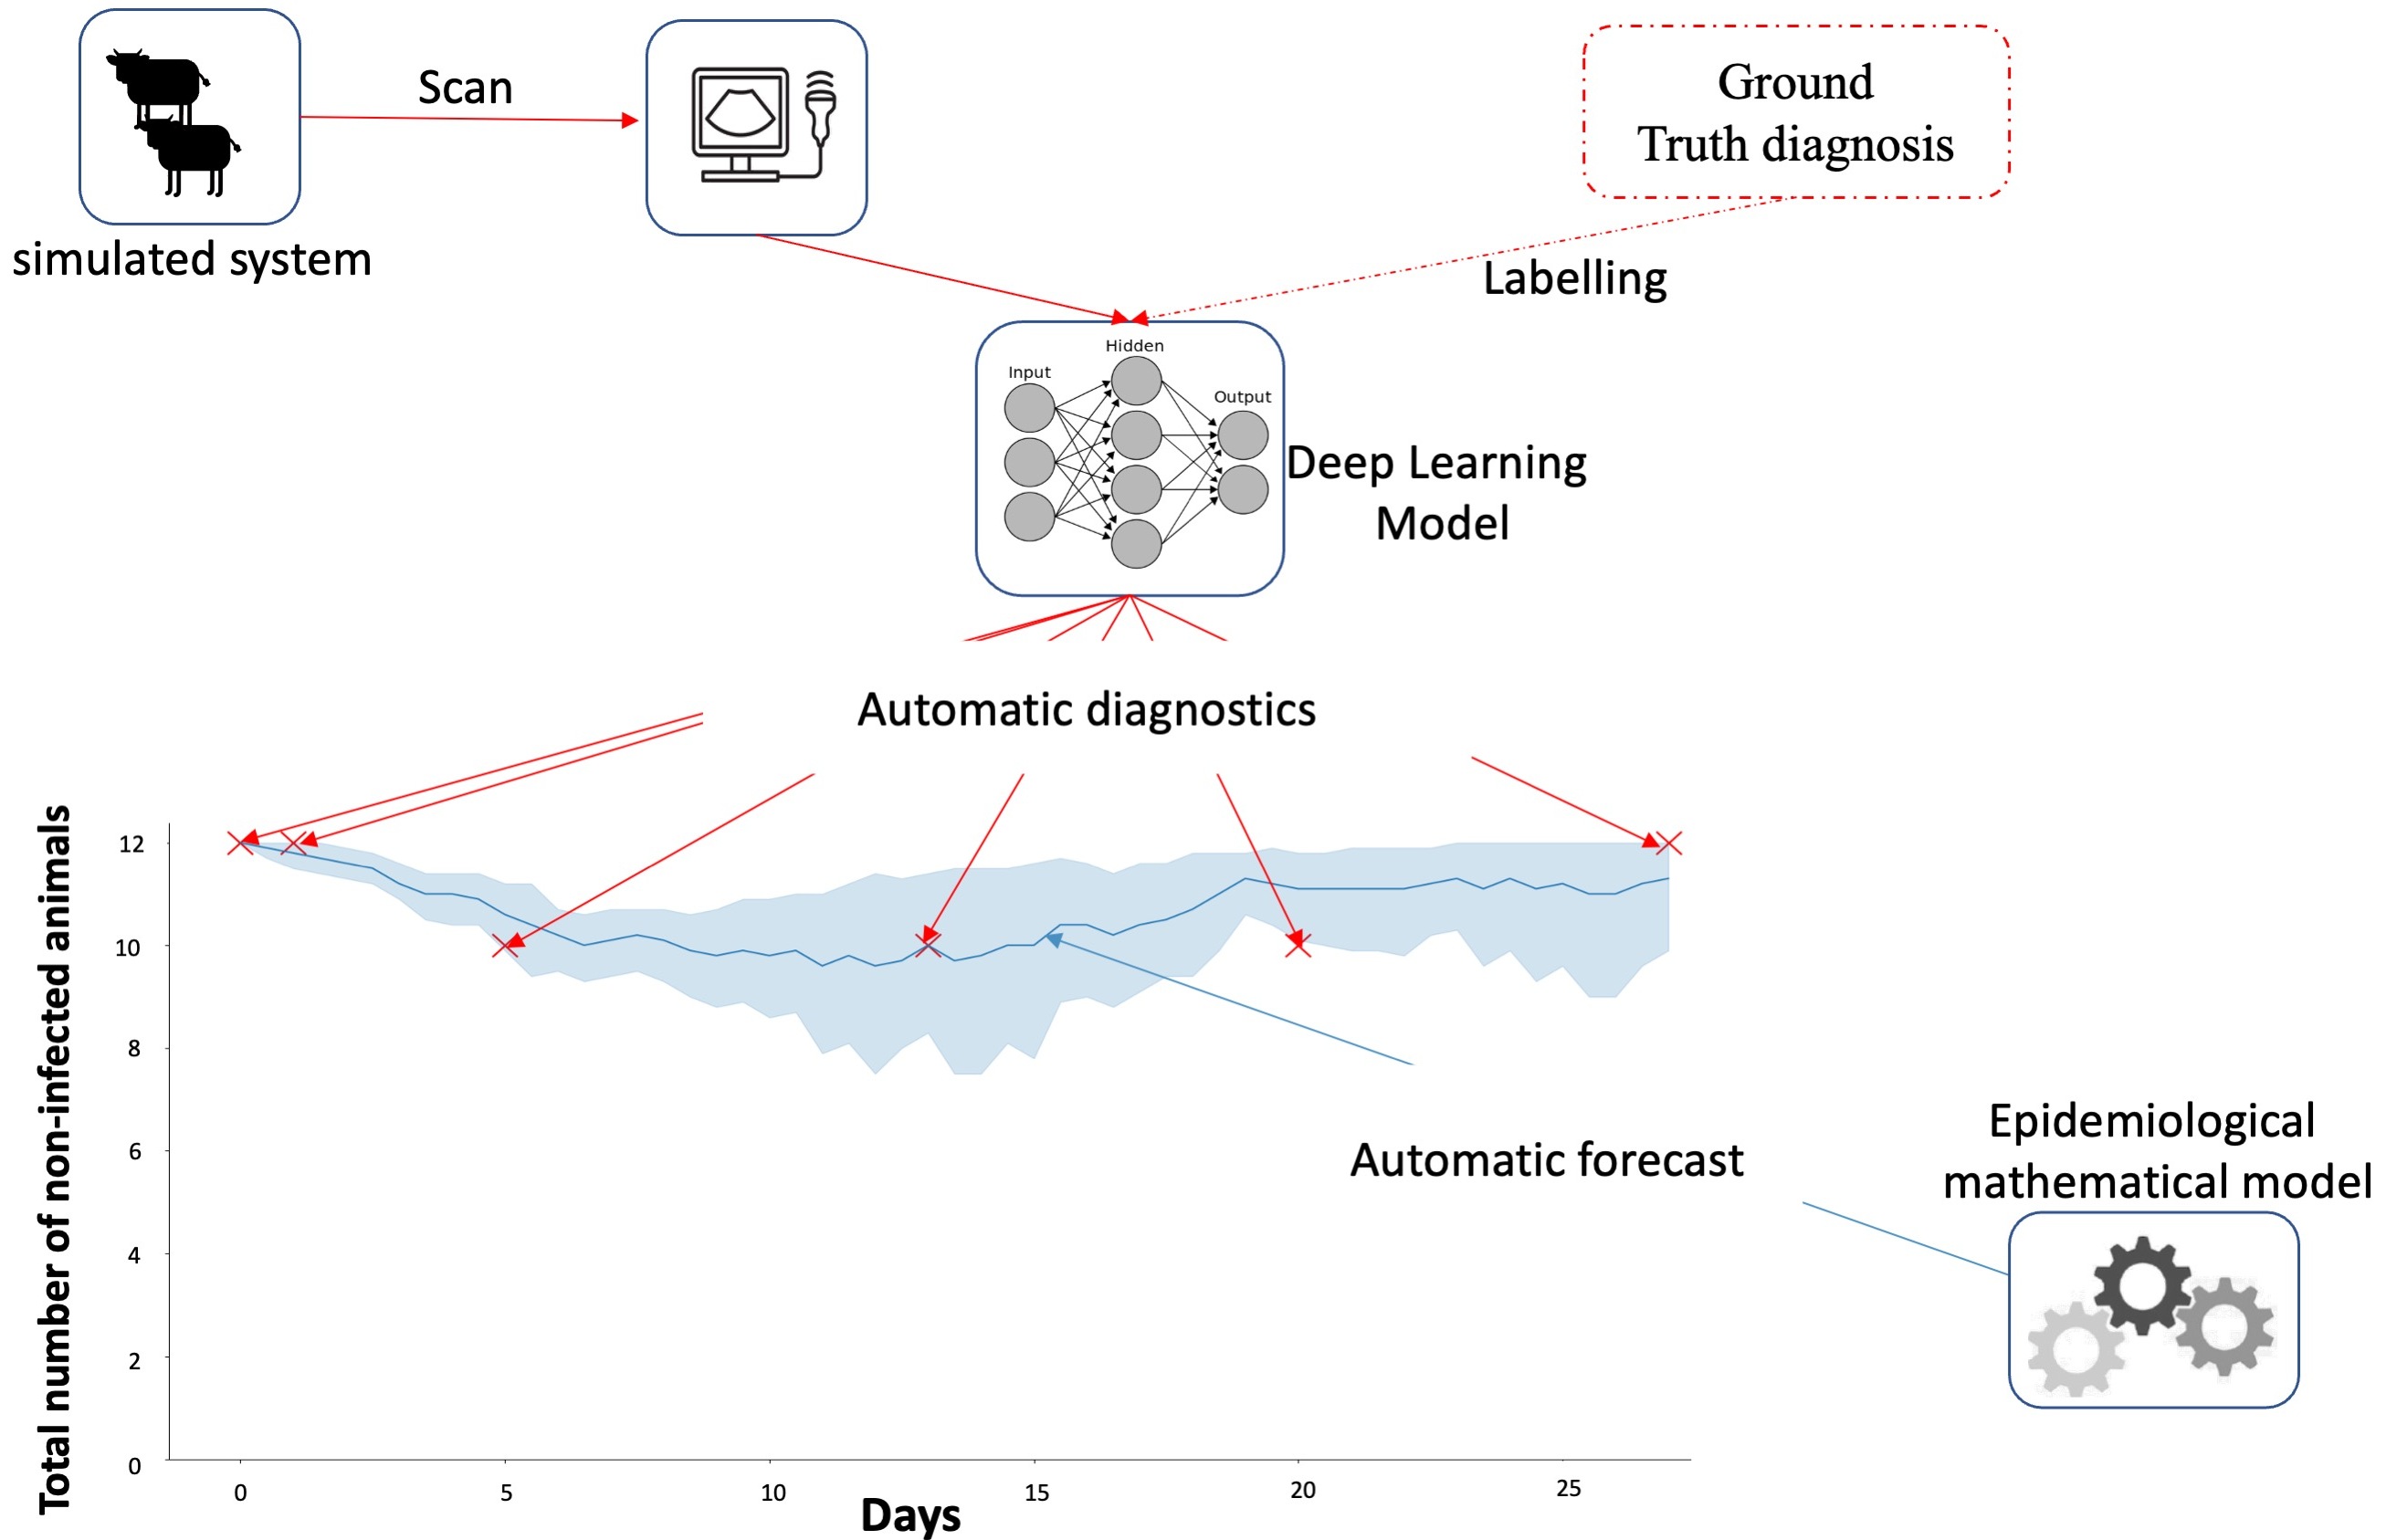 Scan
simulated system
Ground
Truth diagnosis
Labelling
Hidden
Input
Output
Deep Learning
Model
Automatic diagnostics
Total number of non-infected animals
12
10
8
6
4
2
0
0
5
10
15
20
25
Days
Automatic forecast
Epidemiological
mathematical model